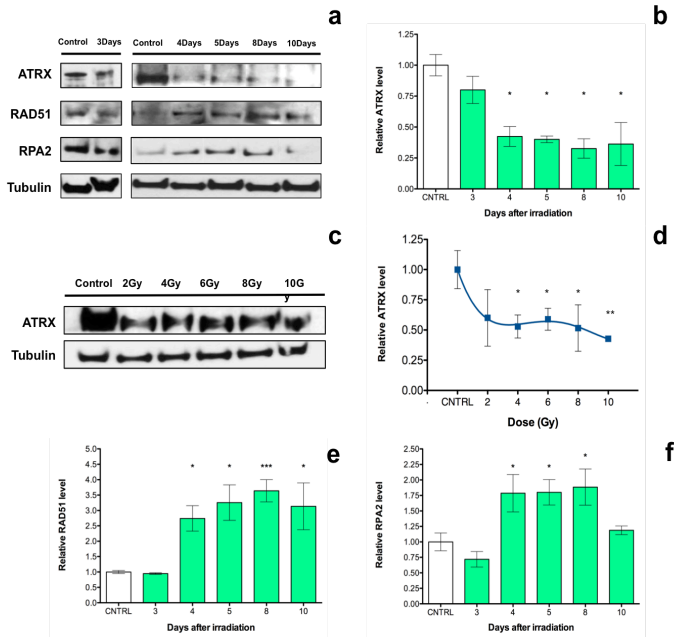 a
Control 3Days Control 4Days 5Days 8Days 10Days
ATRX
RAD51
RPA2
Tubulin
b
Relative ATRX level
1.25
1.00
0.75
0.50
0.25
0.00
* * * *
CNTRL 3 4 5 8 10
Days after irradiation
c
Control 2Gy 4Gy 6Gy 8Gy 10G
y
ATRX
Tubulin
d
Relative ATRX level
1.25
1.00
0.75
0.50
0.25
0.00
* * * **
CNTRL 2 4 6 8 10
Dose (Gy)
e
Relative RAD51 level
5.0
4.5
4.0
3.5
3.0
2.5
2.0
1.5
1.0
0.5
0.0
* * *** *
CNTRL 3 4 5 8 10
Days after irradiation
f
Relative RPA2 level
2.50
2.25
2.00
1.75
1.50
1.25
1.00
0.75
0.50
0.25
0.00
* * *
CNTRL 3 4 5 8 10
Days after irradiation